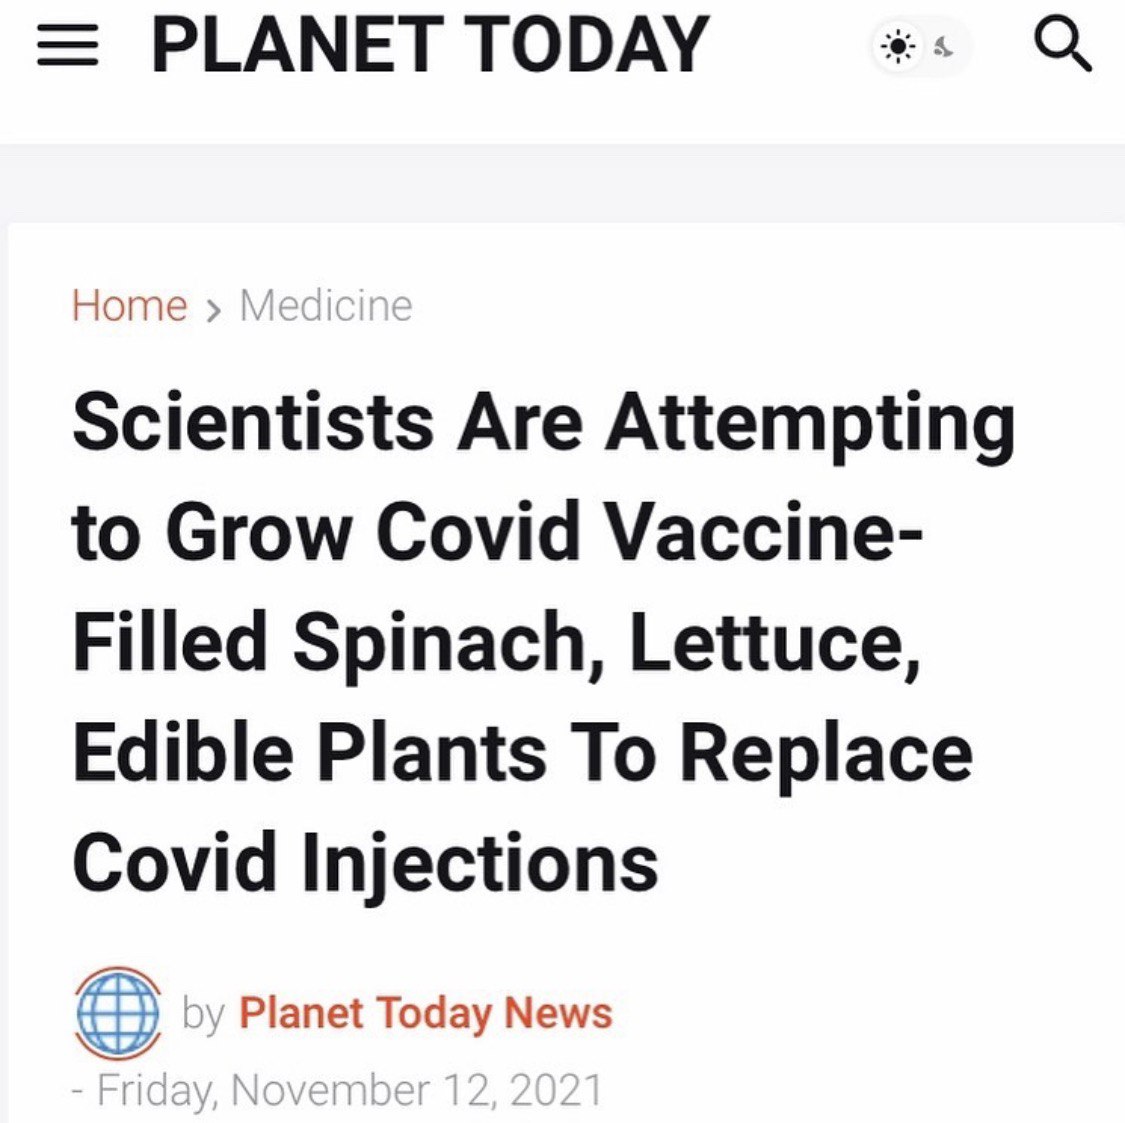 PLANET TODAY
Home > Medicine
Scientists Are Attempting
to Grow Covid Vaccine-
Filled Spinach, Lettuce,
Edible Plants To Replace
Covid Injections
by Planet Today News
- Friday, November 12, 2021